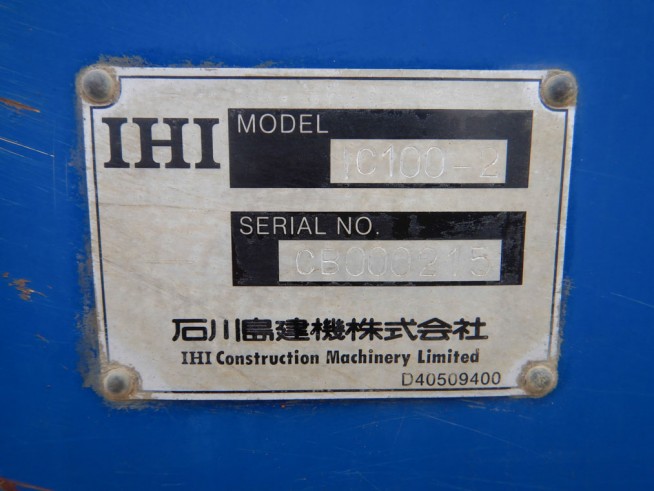 IHI
MODEL
IC100-2
SERIAL NO.
CB000215
石川島建機株式会社
IHI Construction Machinery Limited
D40509400